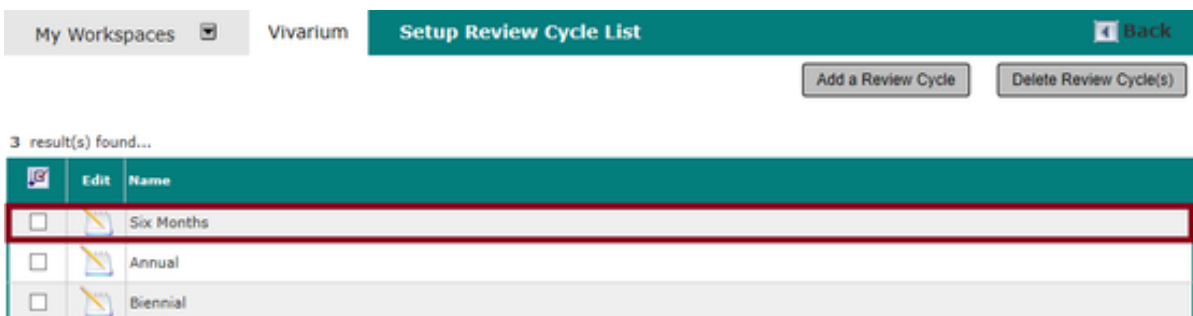 My Workspaces Vivarium Setup Review Cycle List Back
Add a Review Cycle Delete Review Cycle(s)
3 result(s) found...
Edit Name
Six Months
Annual
Biennial